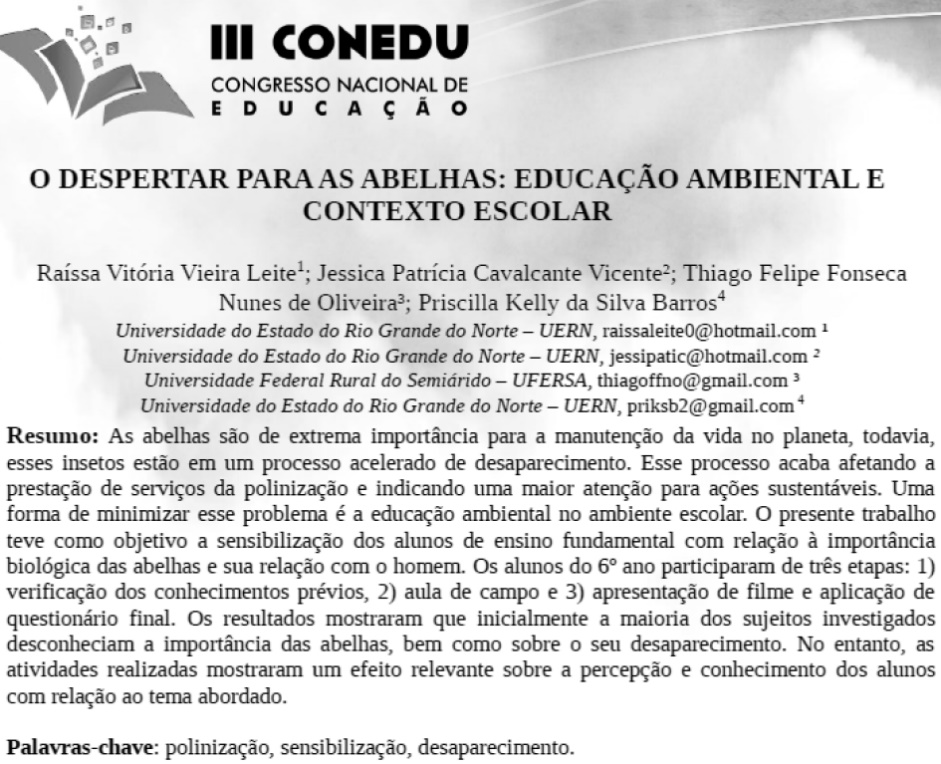 III CONEDU
CONGRESSO NACIONAL DE
EDUCAÇÃO
O DESPERTAR PARA AS ABELHAS: EDUCAÇÃO AMBIENTAL E
CONTEXTO ESCOLAR
Raíssa Vitória Vieira Leite¹; Jessica Patrícia Cavalcante Vicente²; Thiago Felipe Fonseca
Nunes de Oliveira³; Priscilla Kelly da Silva Barros⁴
Universidade do Estado do Rio Grande do Norte – UERN, raissaleite0@hotmail.com ¹
Universidade do Estado do Rio Grande do Norte – UERN, jessipatic@hotmail.com ²
Universidade Federal Rural do Semiárido – UFERSA, thiagoffno@gmail.com ³
Universidade do Estado do Rio Grande do Norte – UERN, priksb2@gmail.com ⁴
Resumo: As abelhas são de extrema importância para a manutenção da vida no planeta, todavia,
esses insetos estão em um processo acelerado de desaparecimento. Esse processo acaba afetando a
prestação de serviços da polinização e indicando uma maior atenção para ações sustentáveis. Uma
forma de minimizar esse problema é a educação ambiental no ambiente escolar. O presente trabalho
teve como objetivo a sensibilização dos alunos de ensino fundamental com relação à importância
biológica das abelhas e sua relação com o homem. Os alunos do 6º ano participaram de três etapas: 1)
verificação dos conhecimentos prévios, 2) aula de campo e 3) apresentação de filme e aplicação de
questionário final. Os resultados mostraram que inicialmente a maioria dos sujeitos investigados
desconheciam a importância das abelhas, bem como sobre o seu desaparecimento. No entanto, as
atividades realizadas mostraram um efeito relevante sobre a percepção e conhecimento dos alunos
com relação ao tema abordado.
Palavras-chave: polinização, sensibilização, desaparecimento.